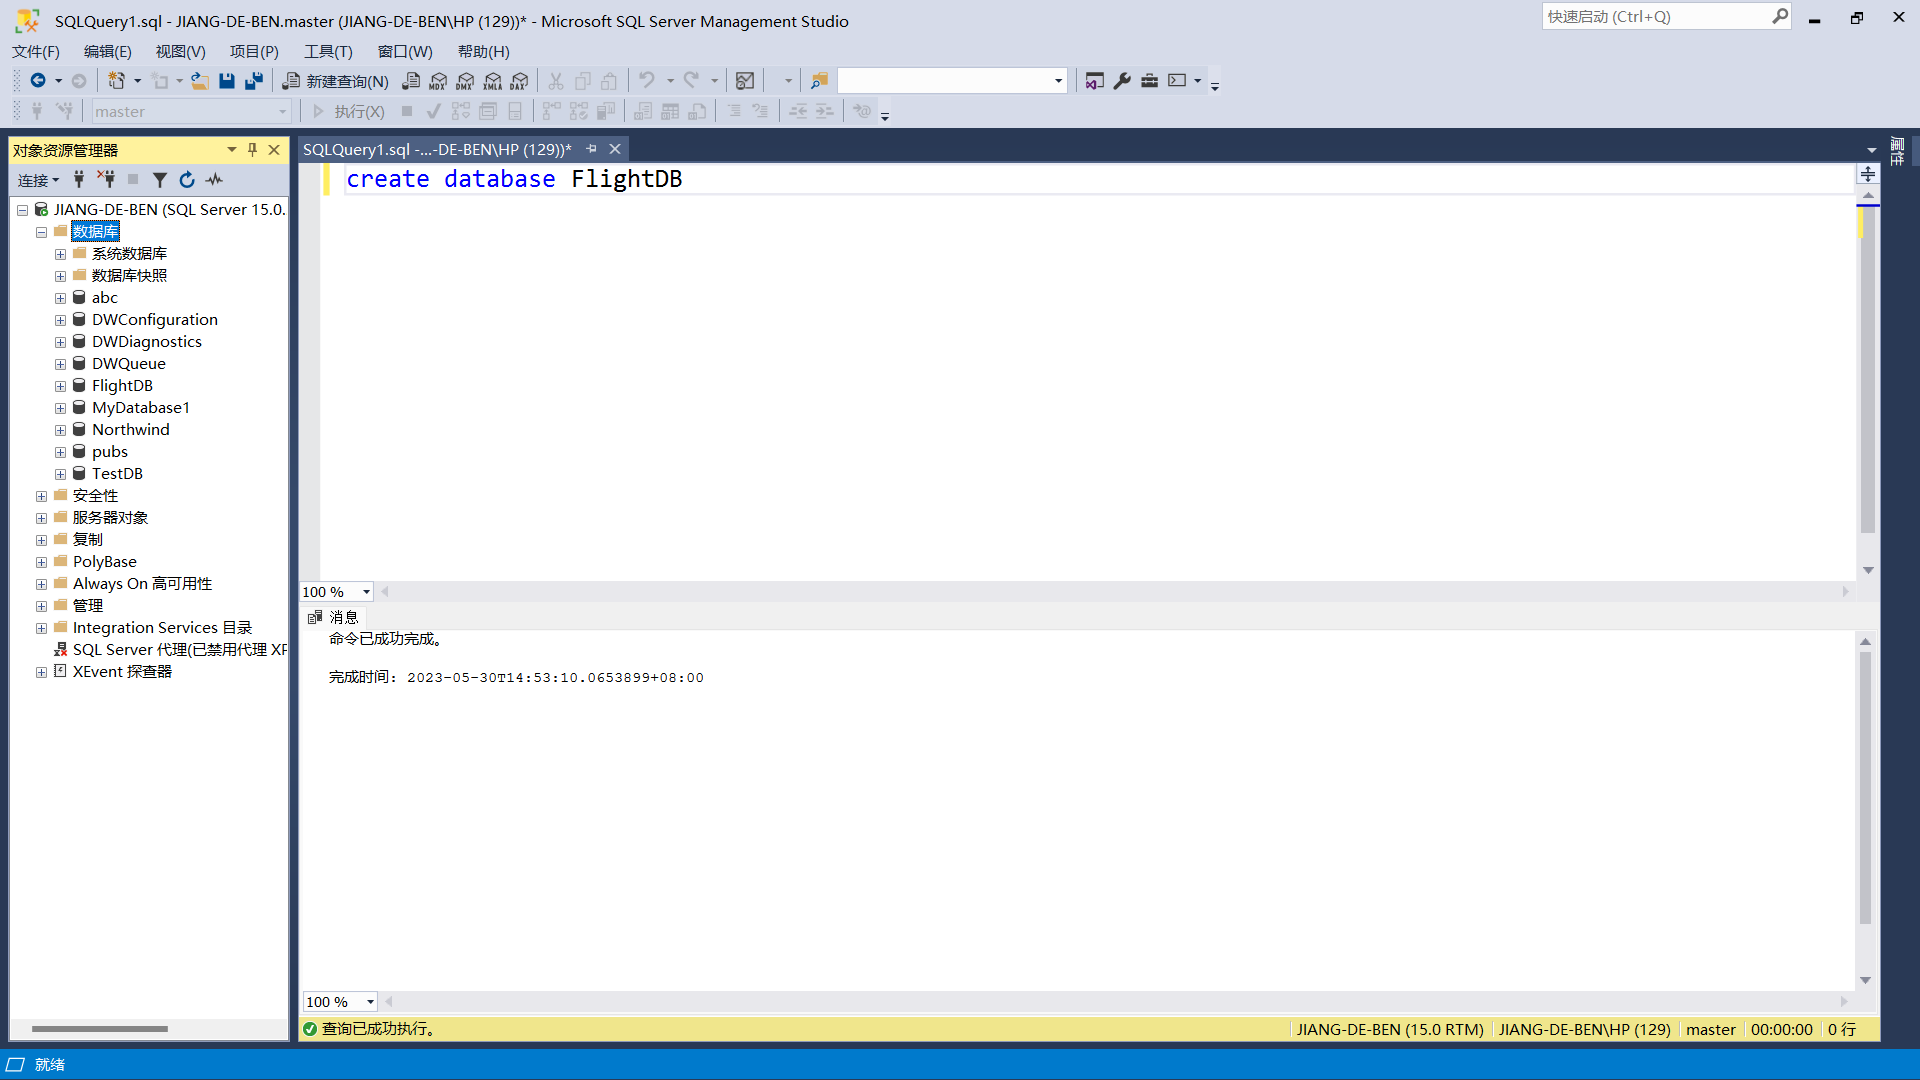 SQLQuery1.sql - JIANG-DE-BEN.master (JIANG-DE-BEN\HP (129))* - Microsoft SQL Server Management Studio
快速启动 (Ctrl+Q)
文件(F) 编辑(E) 视图(V) 项目(P) 工具(T) 窗口(W) 帮助(H)
新建查询(N) MDX DMX XMLA DAX
master 执行(X)
对象资源管理器
SQLQuery1.sql -...-DE-BEN\HP (129))*
属性
连接
create database FlightDB
JIANG-DE-BEN (SQL Server 15.0.
数据库
系统数据库
数据库快照
abc
DWConfiguration
DWDiagnostics
DWQueue
FlightDB
MyDatabase1
Northwind
pubs
TestDB
安全性
服务器对象
复制
PolyBase
Always On 高可用性
管理
Integration Services 目录
SQL Server 代理(已禁用代理 XP
XEvent 探查器
100 %
消息
命令已成功完成。
完成时间: 2023-05-30T14:53:10.0653899+08:00
100 %
查询已成功执行。
JIANG-DE-BEN (15.0 RTM) JIANG-DE-BEN\HP (129) master 00:00:00 0 行
就绪